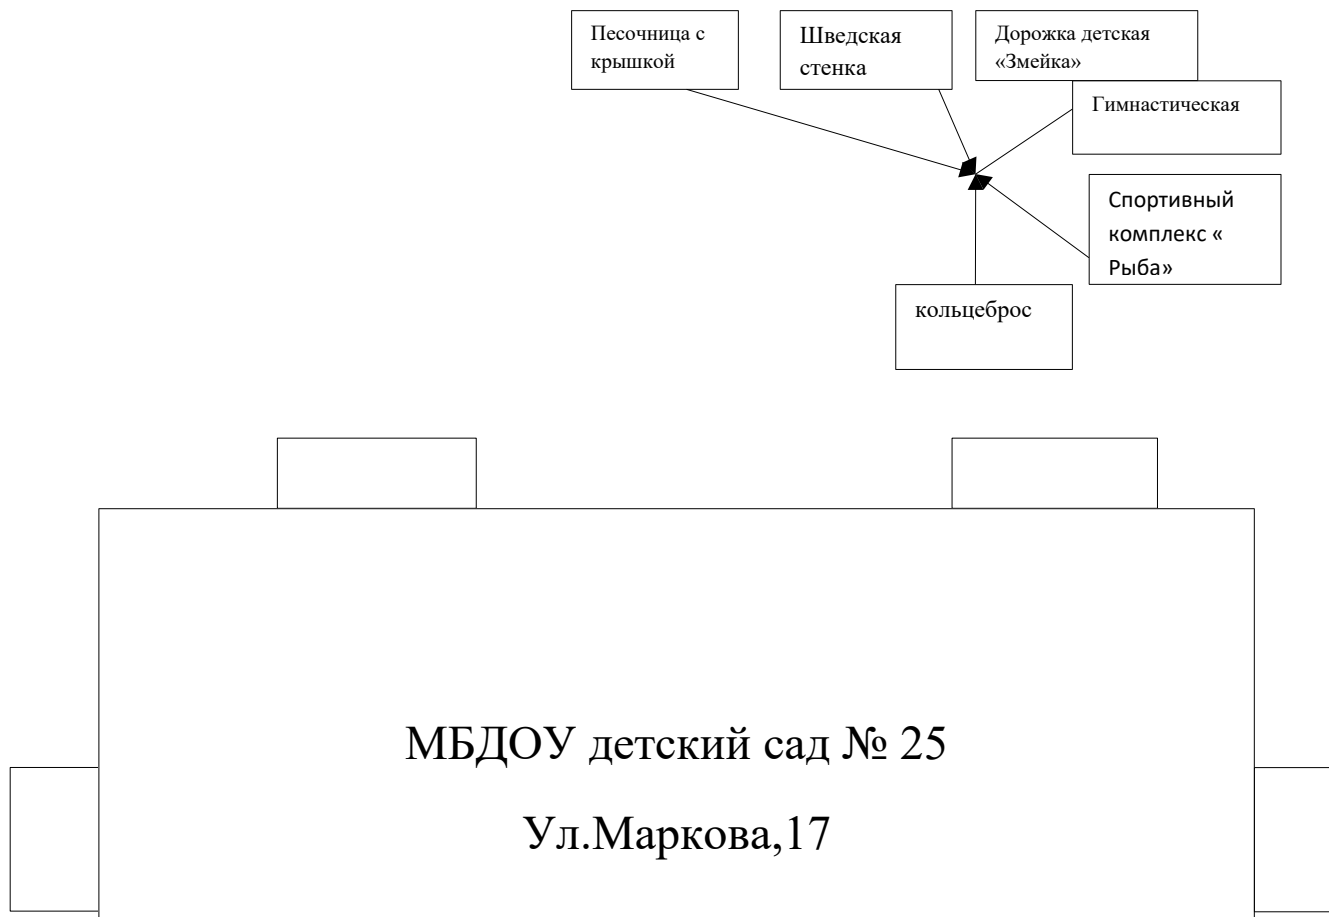 Песочница с
крышкой
Шведская
стенка
Дорожка детская
«Змейка»
Гимнастическая
Спортивный
комплекс «
Рыба»
кольцеброс
МБДОУ детский сад № 25
Ул.Маркова,17